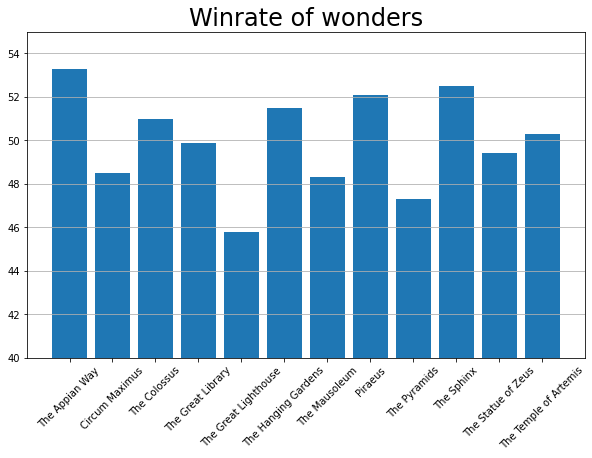 Winrate of wonders
54
52
50
48
46
44
42
40
The Appian Way
Circum Maximus
The Colossus
The Great Library
The Great Lighthouse
The Hanging Gardens
The Mausoleum
Piraeus
The Pyramids
The Sphinx
The Statue of Zeus
The Temple of Artemis